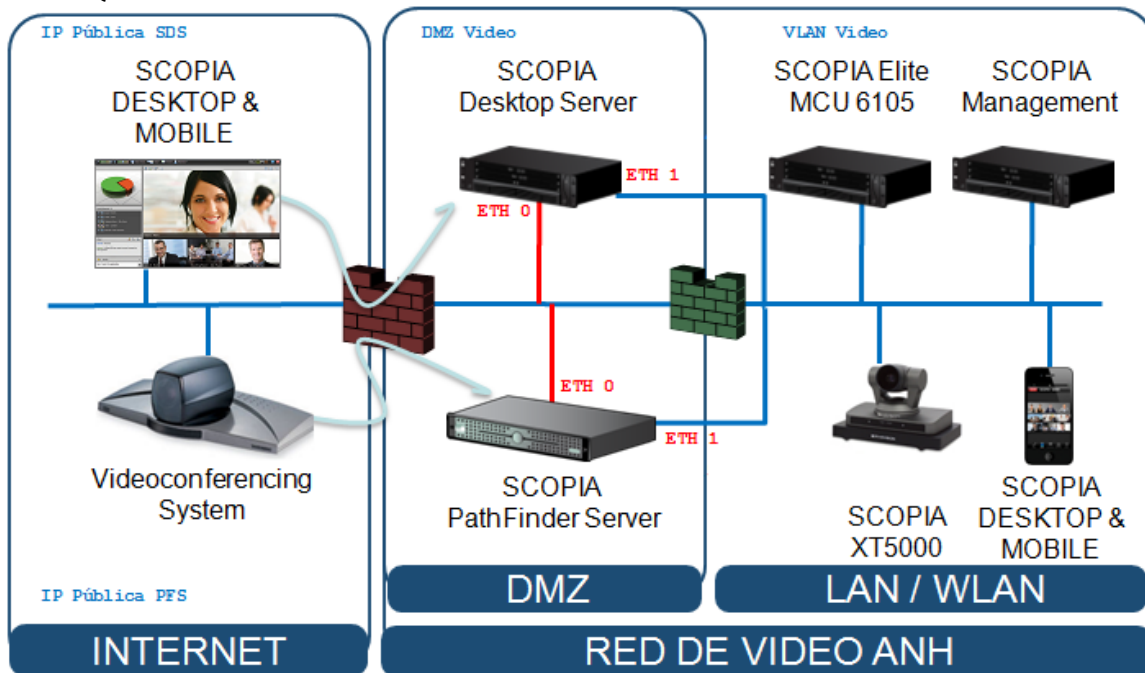 IP Pública SDS
SCOPIA
DESKTOP &
MOBILE
Videoconferencing
System
IP Pública PFS
INTERNET
DMZ Video
SCOPIA
Desktop Server
ETH 1
ETH 0
ETH 0
ETH 1
SCOPIA
PathFinder Server
DMZ
VLAN Video
SCOPIA Elite
MCU 6105
SCOPIA
Management
SCOPIA
XT5000
SCOPIA
DESKTOP &
MOBILE
LAN / WLAN
RED DE VIDEO ANH